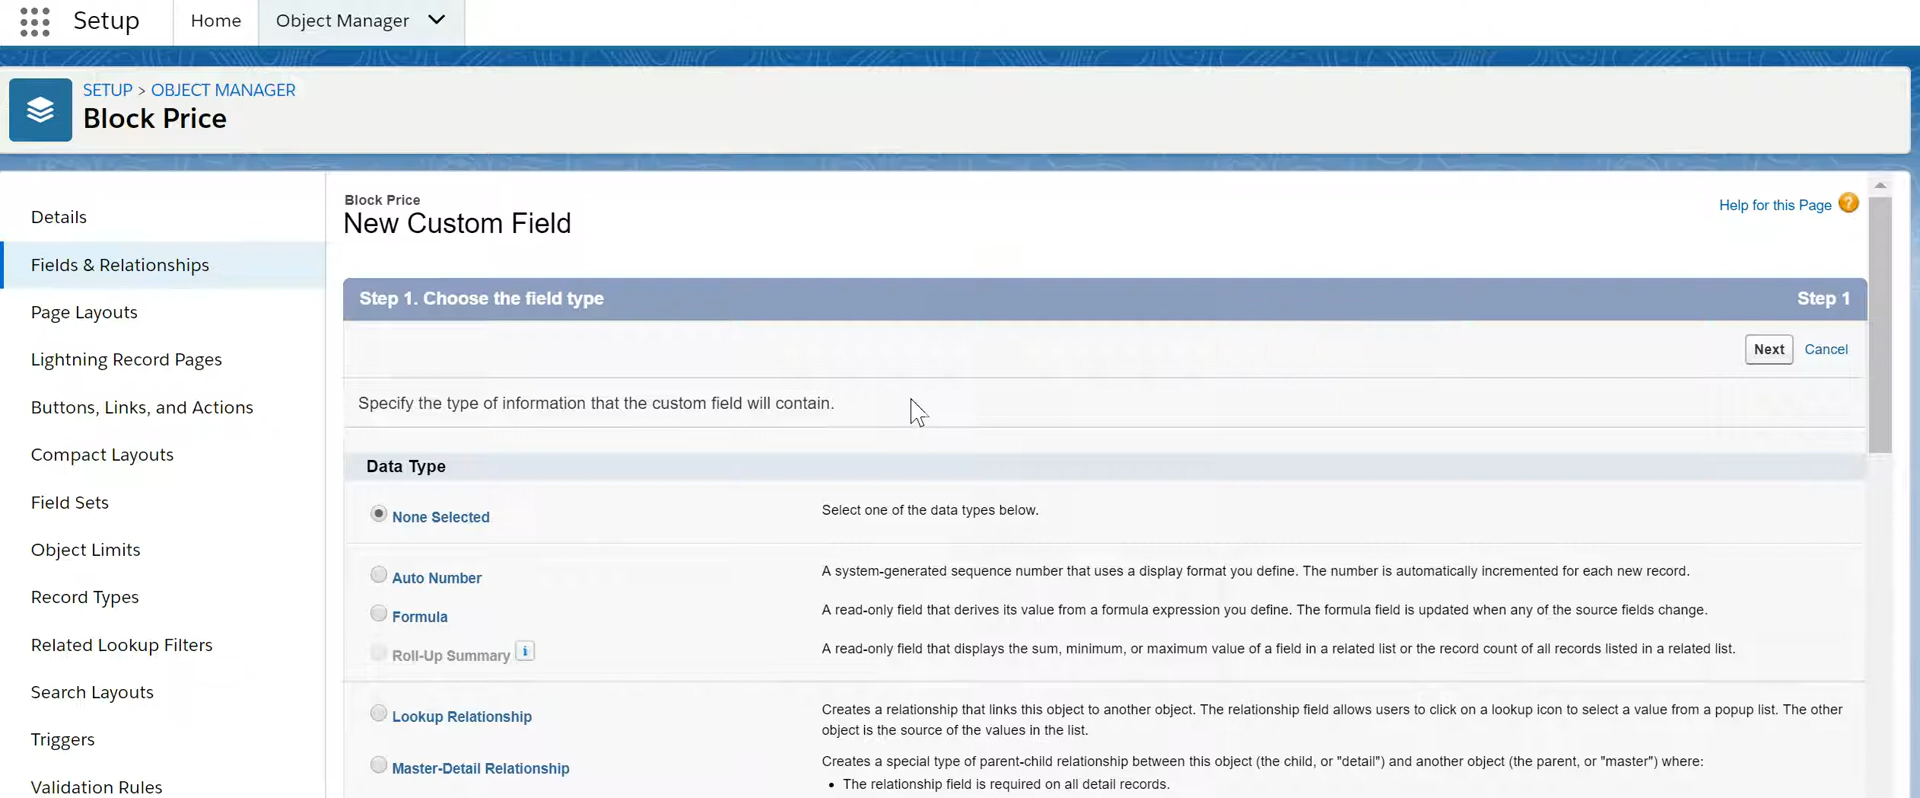 Setup
Home
Object Manager
SETUP > OBJECT MANAGER
Block Price
Details
Fields & Relationships
Page Layouts
Lightning Record Pages
Buttons, Links, and Actions
Compact Layouts
Field Sets
Object Limits
Record Types
Related Lookup Filters
Search Layouts
Triggers
Validation Rules
Block Price
New Custom Field
Help for this Page ?
Step 1. Choose the field type
Step 1
Next
Cancel
Specify the type of information that the custom field will contain.
Data Type
None Selected
Select one of the data types below.
Auto Number
A system-generated sequence number that uses a display format you define. The number is automatically incremented for each new record.
Formula
A read-only field that derives its value from a formula expression you define. The formula field is updated when any of the source fields change.
Roll-Up Summary i
A read-only field that displays the sum, minimum, or maximum value of a field in a related list or the record count of all records listed in a related list.
Lookup Relationship
Creates a relationship that links this object to another object. The relationship field allows users to click on a lookup icon to select a value from a popup list. The other
object is the source of the values in the list.
Master-Detail Relationship
Creates a special type of parent-child relationship between this object (the child, or "detail") and another object (the parent, or "master") where:
• The relationship field is required on all detail records.